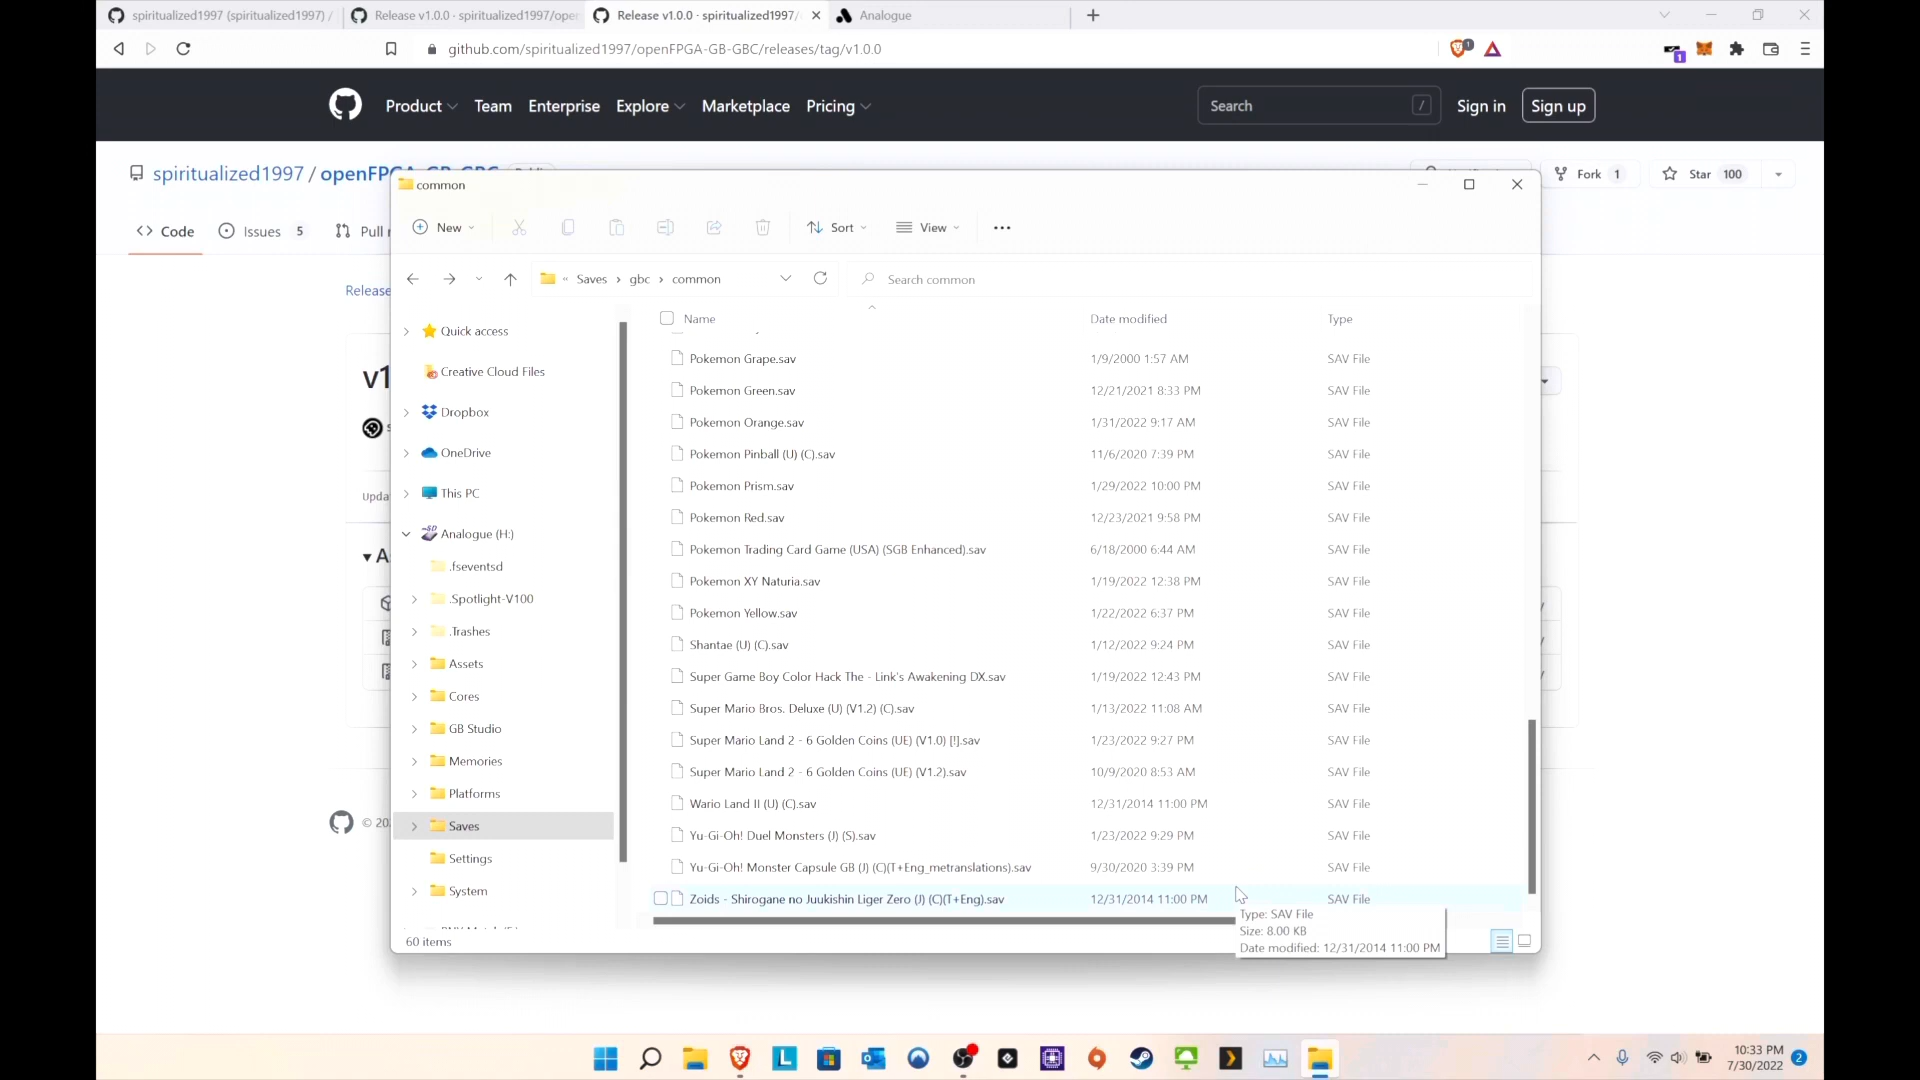 spiritualized1997 (spiritualized1997) /
Release v1.0.0 · spiritualized1997/open
Release v1.0.0 · spiritualized1997/
Analogue
github.com/spiritualized1997/openFPGA-GB-GBC/releases/tag/v1.0.0
1
1
Product
Team
Enterprise
Explore
Marketplace
Pricing
Search
/
Sign in
Sign up
spiritualized1997 / openFPGA-GB-GBC
Fork 1
Star 100
Code
Issues 5
Pull r
Release
v1
Upda
A
© 20
common
New
Sort
View
« Saves › gbc › common
Search common
Quick access
Creative Cloud Files
Dropbox
OneDrive
This PC
Analogue (H:)
.fseventsd
.Spotlight-V100
.Trashes
Assets
Cores
GB Studio
Memories
Platforms
Saves
Settings
System
Name Date modified Type
Pokemon Grape.sav 1/9/2000 1:57 AM SAV File
Pokemon Green.sav 12/21/2021 8:33 PM SAV File
Pokemon Orange.sav 1/31/2022 9:17 AM SAV File
Pokemon Pinball (U) (C).sav 11/6/2020 7:39 PM SAV File
Pokemon Prism.sav 1/29/2022 10:00 PM SAV File
Pokemon Red.sav 12/23/2021 9:58 PM SAV File
Pokemon Trading Card Game (USA) (SGB Enhanced).sav 6/18/2000 6:44 AM SAV File
Pokemon XY Naturia.sav 1/19/2022 12:38 PM SAV File
Pokemon Yellow.sav 1/22/2022 6:37 PM SAV File
Shantae (U) (C).sav 1/12/2022 9:24 PM SAV File
Super Game Boy Color Hack The - Link's Awakening DX.sav 1/19/2022 12:43 PM SAV File
Super Mario Bros. Deluxe (U) (V1.2) (C).sav 1/13/2022 11:08 AM SAV File
Super Mario Land 2 - 6 Golden Coins (UE) (V1.0) [!].sav 1/23/2022 9:27 PM SAV File
Super Mario Land 2 - 6 Golden Coins (UE) (V1.2).sav 10/9/2020 8:53 AM SAV File
Wario Land II (U) (C).sav 12/31/2014 11:00 PM SAV File
Yu-Gi-Oh! Duel Monsters (J) (S).sav 1/23/2022 9:29 PM SAV File
Yu-Gi-Oh! Monster Capsule GB (J) (C)(T+Eng_metranslations).sav 9/30/2020 3:39 PM SAV File
Zoids - Shirogane no Juukishin Liger Zero (J) (C)(T+Eng).sav 12/31/2014 11:00 PM SAV File
Type: SAV File
Size: 8.00 KB
Date modified: 12/31/2014 11:00 PM
60 items
10:33 PM
7/30/2022
2